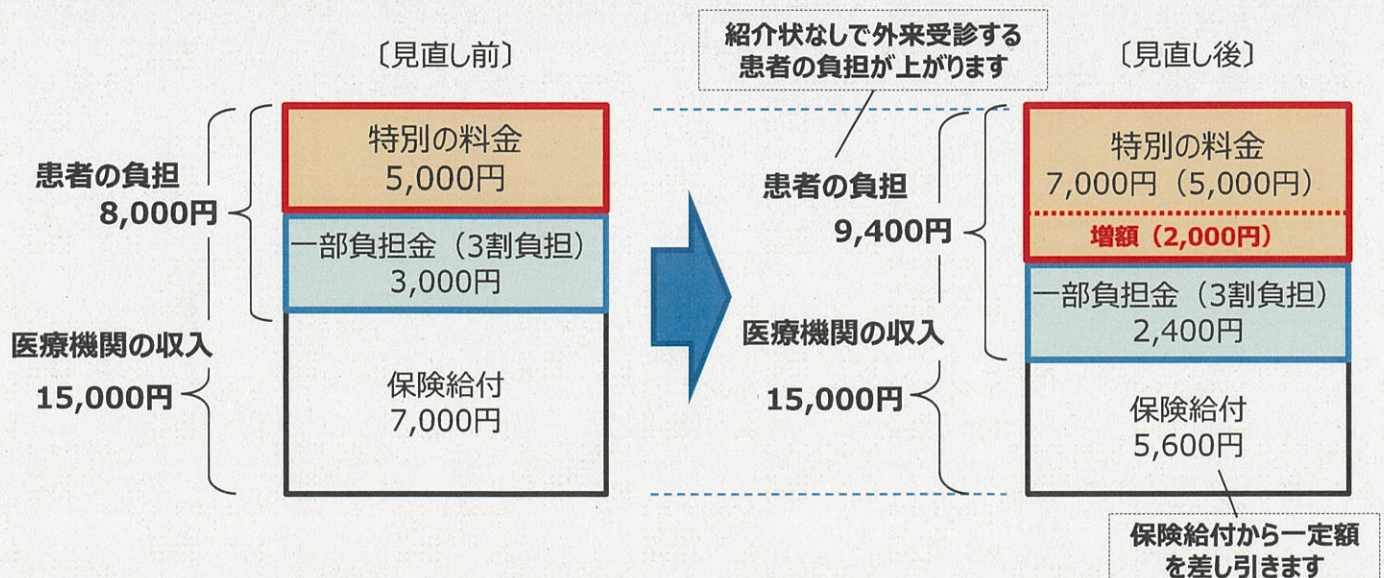 〔見直し前〕
特別の料金
5,000円
患者の負担
8,000円
一部負担金（3割負担）
3,000円
医療機関の収入
15,000円
保険給付
7,000円
紹介状なしで外来受診する
患者の負担が上がります
〔見直し後〕
特別の料金
7,000円（5,000円）
増額（2,000円）
患者の負担
9,400円
一部負担金（3割負担）
2,400円
医療機関の収入
15,000円
保険給付
5,600円
保険給付から一定額
を差し引きます